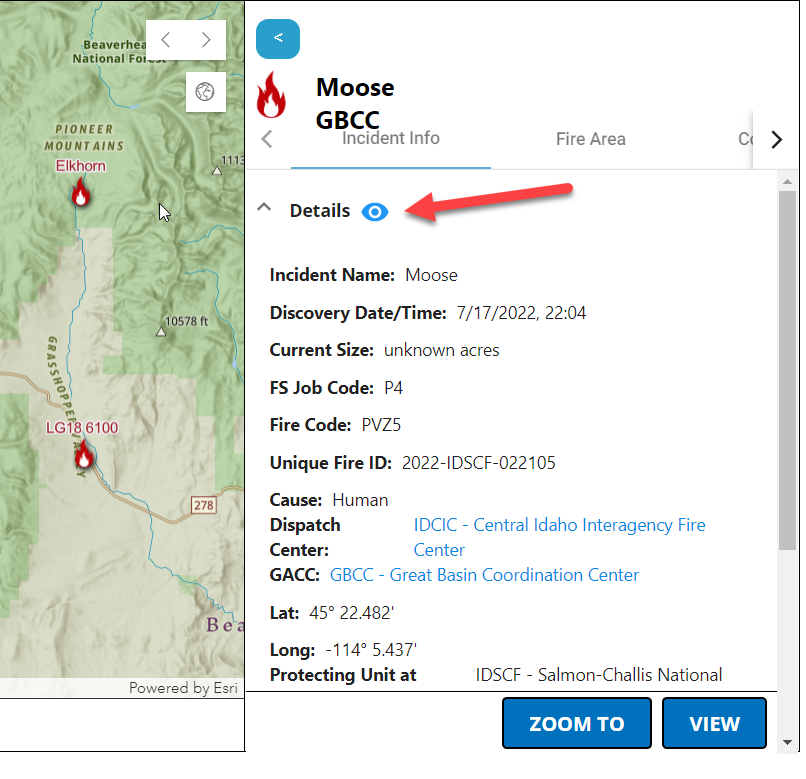 Beaverhea
National Forest
PIONEER
MOUNTAINS
Elkhorn
1113
10578 ft
GRASSHOPPER VALLEY
LG18 6100
278
Bea
Powered by Esri
<
Moose
GBCC
Incident Info
Fire Area
Co
Details
Incident Name: Moose
Discovery Date/Time: 7/17/2022, 22:04
Current Size: unknown acres
FS Job Code: P4
Fire Code: PVZ5
Unique Fire ID: 2022-IDSCF-022105
Cause: Human
Dispatch Center: IDCIC - Central Idaho Interagency Fire
Center
GACC: GBCC - Great Basin Coordination Center
Lat: 45° 22.482'
Long: -114° 5.437'
Protecting Unit at IDSCF - Salmon-Challis National
ZOOM TO
VIEW